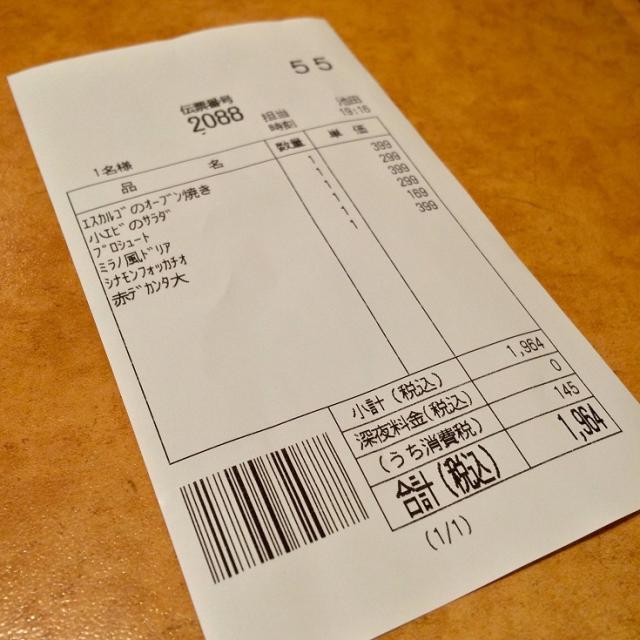 55
伝票番号 担当 池田
2088 時刻 19:18
1名様
品名 数量 単価
エスカルゴのオーブン焼き 1 399
小エビのサラダ 1 299
プロシュート 1 399
ミラノ風ドリア 1 299
シナモンフォッカチオ 1 169
赤デカンタ大 1 399
小計(税込) 1,964
深夜料金(税込) 0
(うち消費税) 145
合計(税込) 1,964
(1/1)